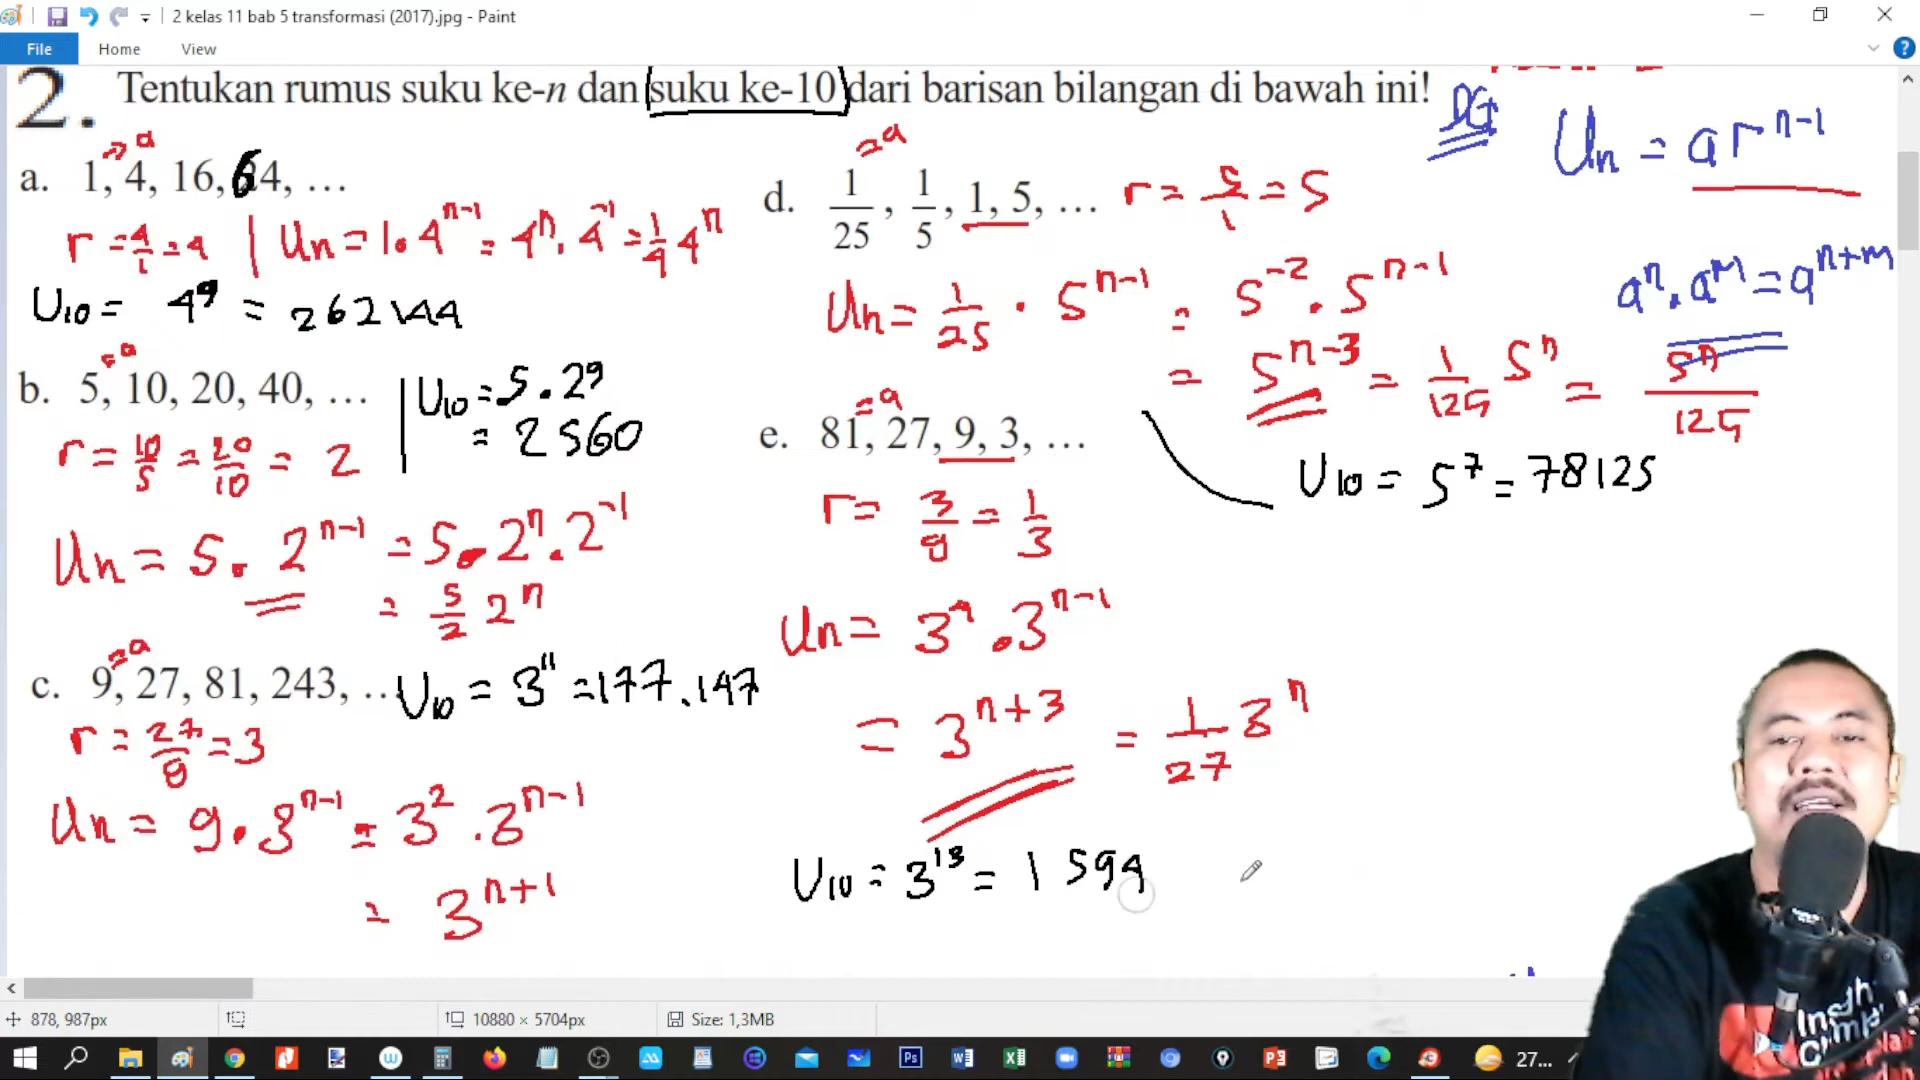 2 kelas 11 bab 5 transformasi (2017).jpg - Paint
File Home View
2. Tentukan rumus suku ke-n dan suku ke-10 dari barisan bilangan di bawah ini!
DG
Un = a r^n-1
a^n . a^m = a^n+m
a. 1, 4, 16, 64, …
→ a
r = 4/1 = 4 | Un = 1 . 4^n-1 = 4^n . 4^-1 = 1/4 4^n
U10 = 4^9 = 262144
b. 5, 10, 20, 40, …
= a
U10 = 5 . 2^9
= 2560
r = 10/5 = 20/10 = 2
Un = 5 . 2^n-1 = 5 . 2^n . 2^-1
= 5/2 2^n
c. 9, 27, 81, 243, …
= a
U10 = 3^11 = 177.147
r = 27/9 = 3
Un = 9 . 3^n-1 = 3^2 . 3^n-1
= 3^n+1
d. 1/25, 1/5, 1, 5, …
= a
r = 5/1 = 5
Un = 1/25 . 5^n-1 = 5^-2 . 5^n-1
= 5^n-3 = 1/125 5^n = 5^n/125
U10 = 5^7 = 78125
e. 81, 27, 9, 3, …
= a
r = 3/9 = 1/3
Un = 3^4 . 3^n-1
= 3^n+3 = 1/27 3^n
U10 = 3^13 = 1 594
878, 987px
10880 × 5704px
Size: 1,3MB
27...